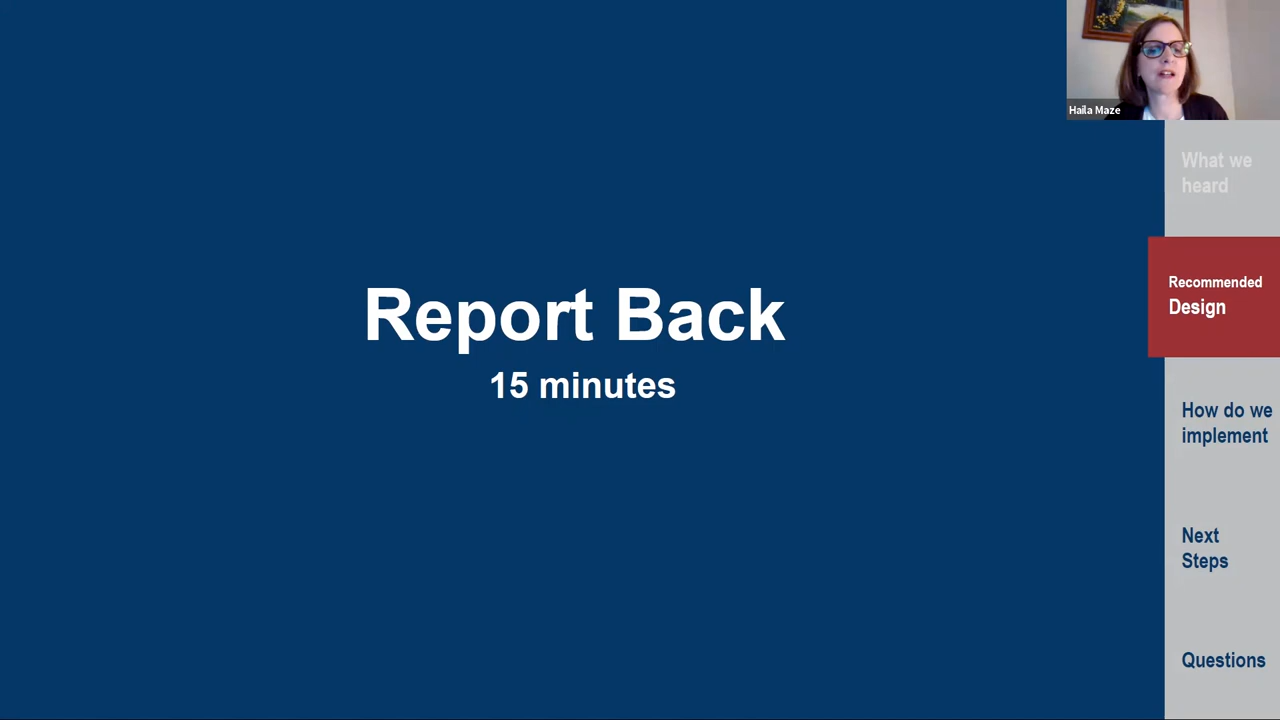 Report Back
15 minutes
Haila Maze
What we
heard
Recommended
Design
How do we
implement
Next
Steps
Questions